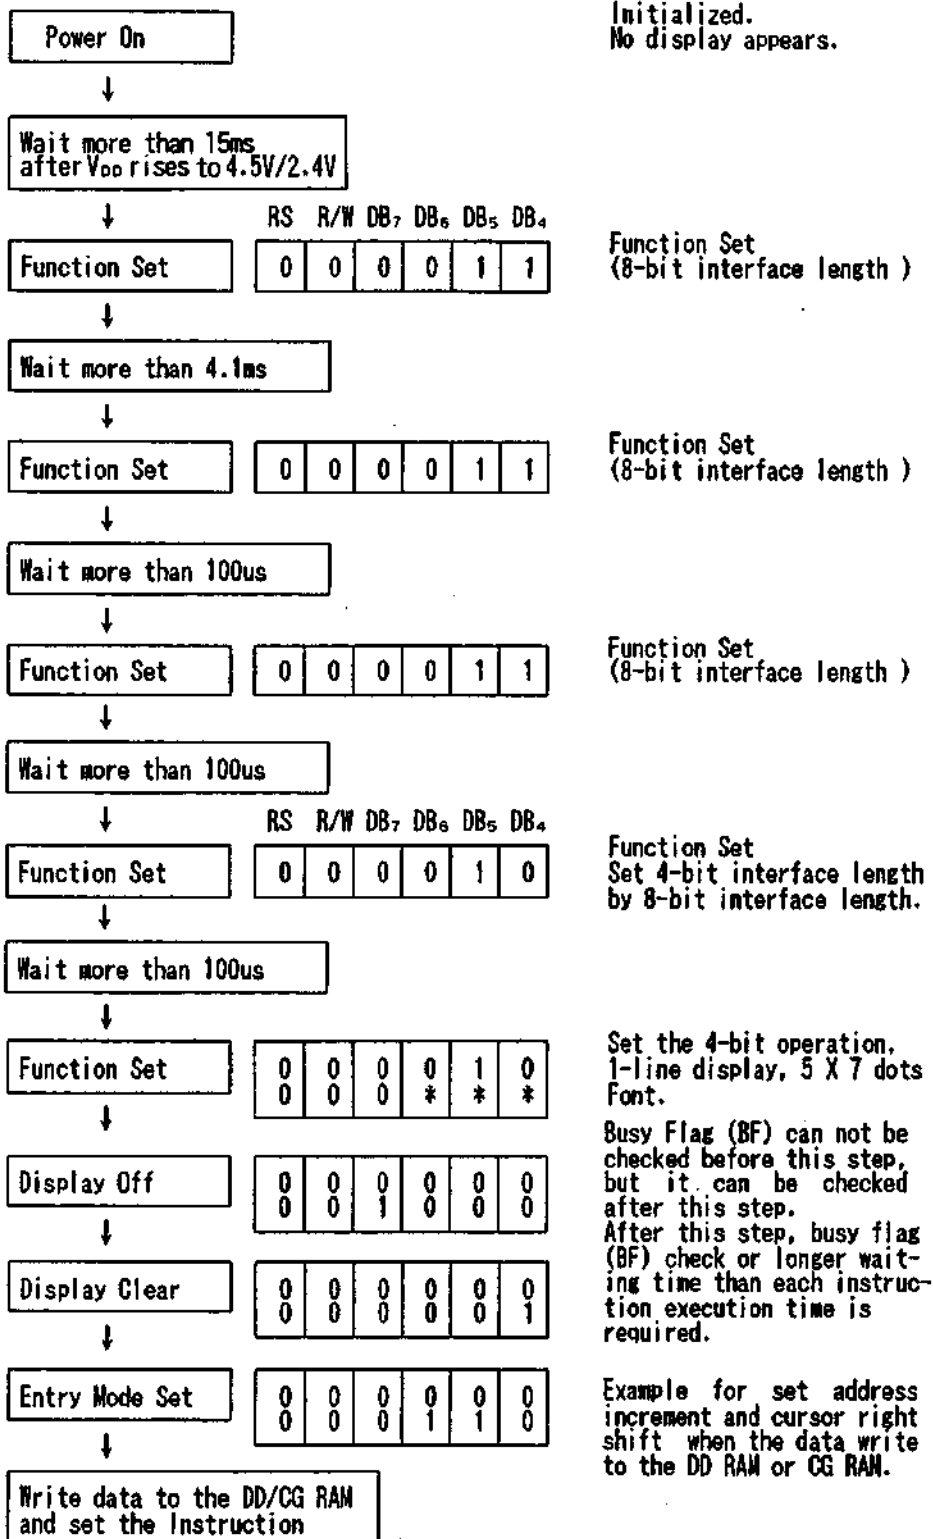 Power On
Initialized.
No display appears.
Wait more than 15ms
after VDD rises to 4.5V/2.4V
RS R/W DB7 DB6 DB5 DB4
Function Set
0 0 0 0 1 1
Function Set
(8-bit interface length )
Wait more than 4.1ms
Function Set
0 0 0 0 1 1
Function Set
(8-bit interface length )
Wait more than 100us
Function Set
0 0 0 0 1 1
Function Set
(8-bit interface length )
Wait more than 100us
RS R/W DB7 DB6 DB5 DB4
Function Set
0 0 0 0 1 0
Function Set
Set 4-bit interface length
by 8-bit interface length.
Wait more than 100us
Function Set
0 0 0 0 1 0
0 0 0 * * *
Set the 4-bit operation,
1-line display, 5 X 7 dots
Font.
Display Off
0 0 0 0 0 0
0 0 1 0 0 0
Busy Flag (BF) can not be
checked before this step,
but it can be checked
after this step.
After this step, busy flag
(BF) check or longer wait-
ing time than each instruc-
tion execution time is
required.
Display Clear
0 0 0 0 0 0
0 0 0 0 0 1
Entry Mode Set
0 0 0 0 0 0
0 0 0 1 1 0
Example for set address
increment and cursor right
shift when the data write
to the DD RAM or CG RAM.
Write data to the DD/CG RAM
and set the Instruction